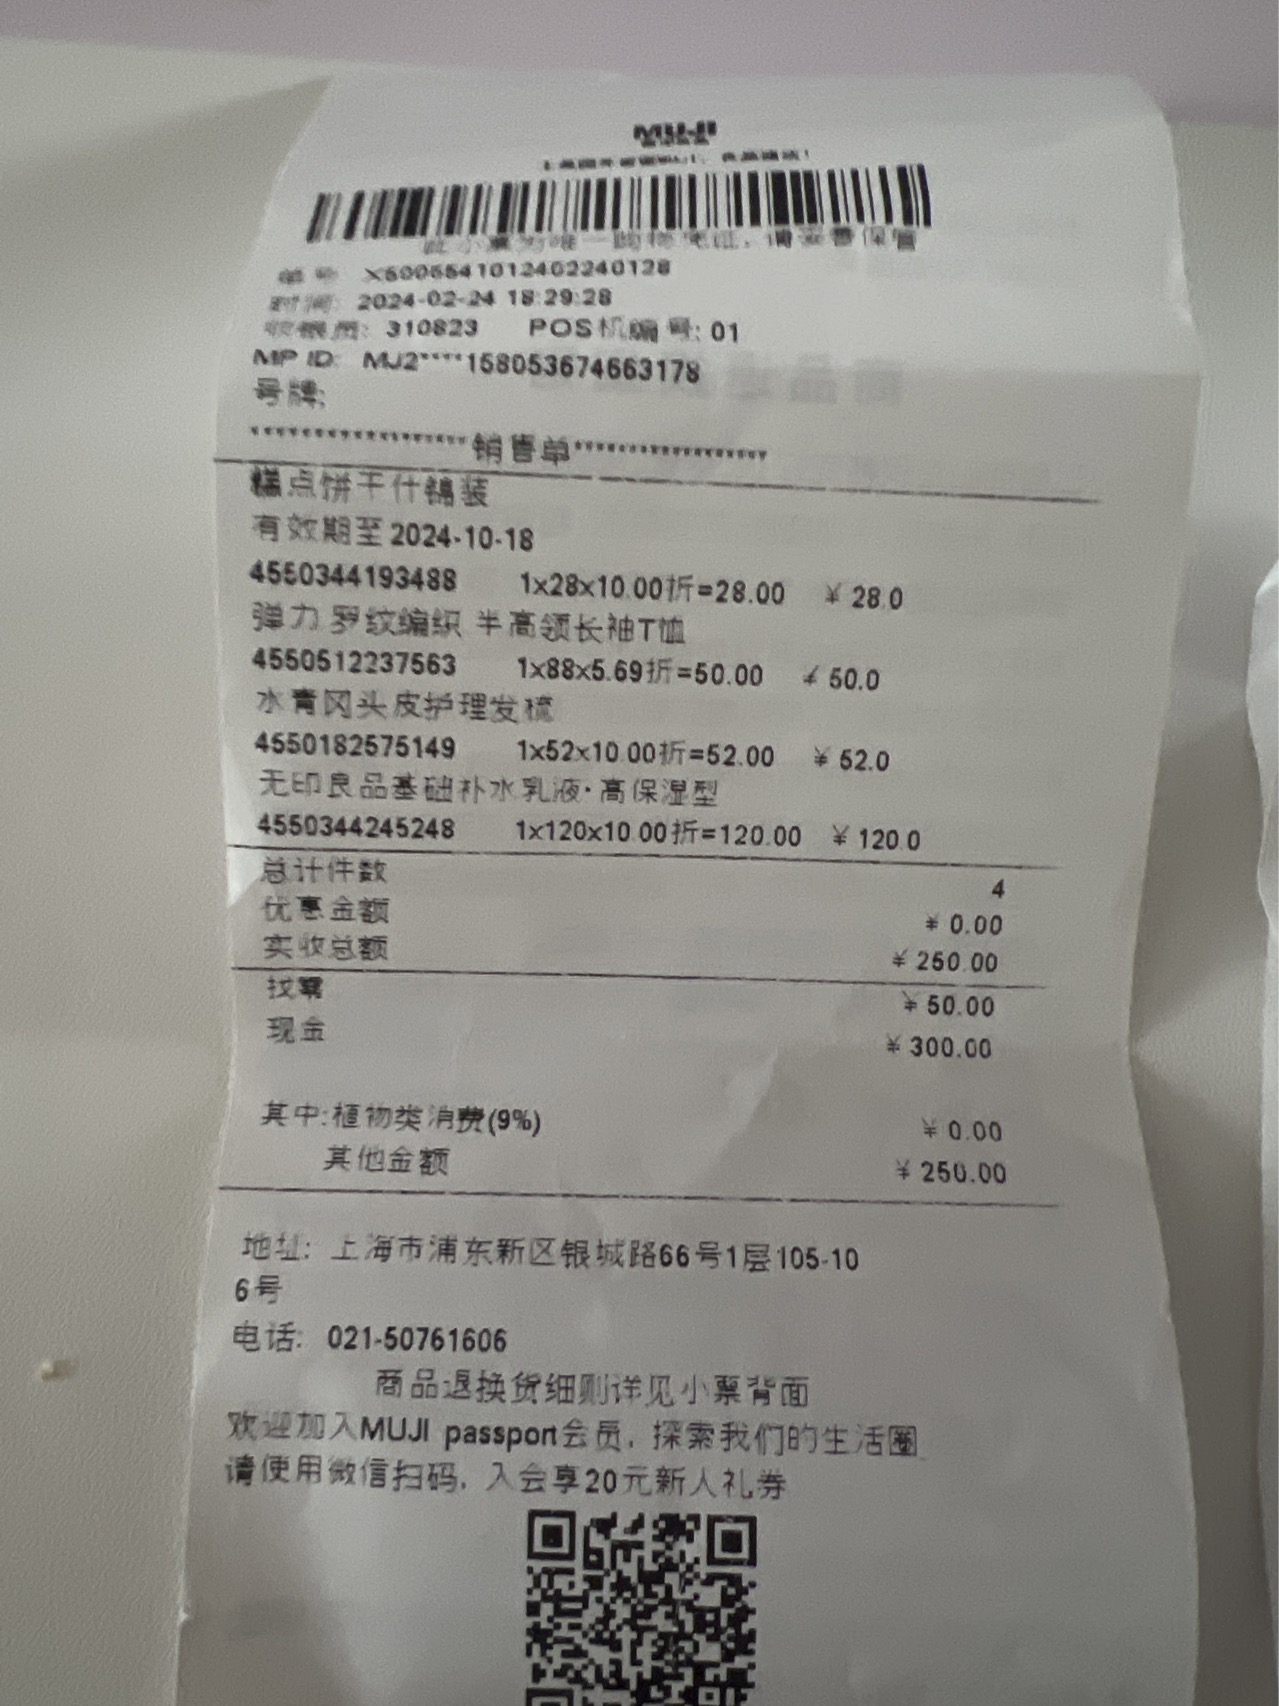 MUJI
此小票为唯一购物凭证，请妥善保管
单号 X5006541012402240128
时间: 2024-02-24 18:29:28
收银员: 310823 POS机编号: 01
MP ID: MJ2****158053674663178
号牌:
********************销售单******************
糕点饼干什锦装
有效期至2024-10-18
4550344193488 1x28x10.00折=28.00 ¥ 28.0
弹力 罗纹编织 半高领长袖T恤
4550512237563 1x88x5.69折=50.00 ¥ 50.0
水青冈头皮护理发梳
4550182575149 1x52x10.00折=52.00 ¥ 52.0
无印良品基础补水乳液·高保湿型
4550344245248 1x120x10.00折=120.00 ¥ 120.0
总计件数 4
优惠金额 ¥ 0.00
实收总额 ¥ 250.00
找零 ¥ 50.00
现金 ¥ 300.00
其中:植物类消费(9%) ¥ 0.00
其他金额 ¥ 250.00
地址: 上海市浦东新区银城路66号1层105-10
6号
电话: 021-50761606
商品退换货细则详见小票背面
欢迎加入MUJI passport会员, 探索我们的生活圈
请使用微信扫码, 入会享20元新人礼券